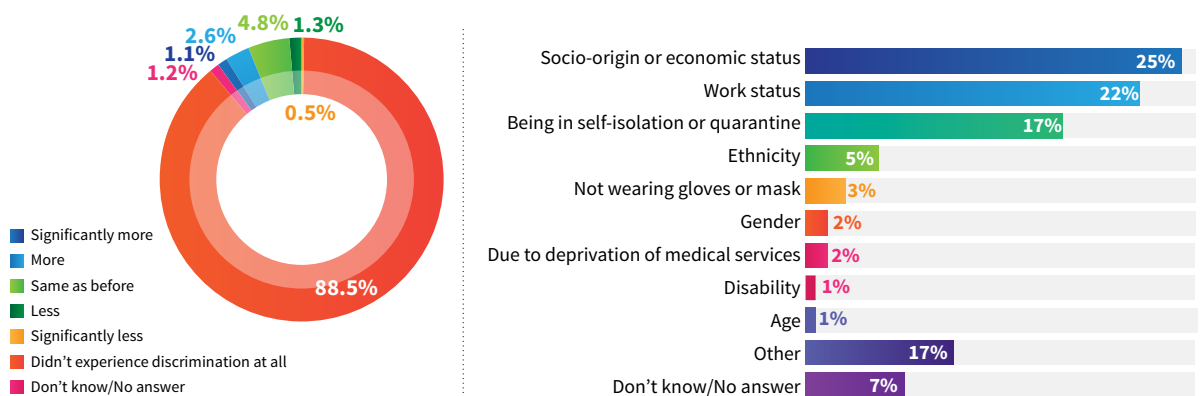 4.8%
1.3%
2.6%
1.1%
1.2%
0.5%
88.5%
Significantly more
More
Same as before
Less
Significantly less
Didn’t experience discrimination at all
Don’t know/No answer
Socio-origin or economic status 25%
Work status 22%
Being in self-isolation or quarantine 17%
Ethnicity 5%
Not wearing gloves or mask 3%
Gender 2%
Due to deprivation of medical services 2%
Disability 1%
Age 1%
Other 17%
Don’t know/No answer 7%